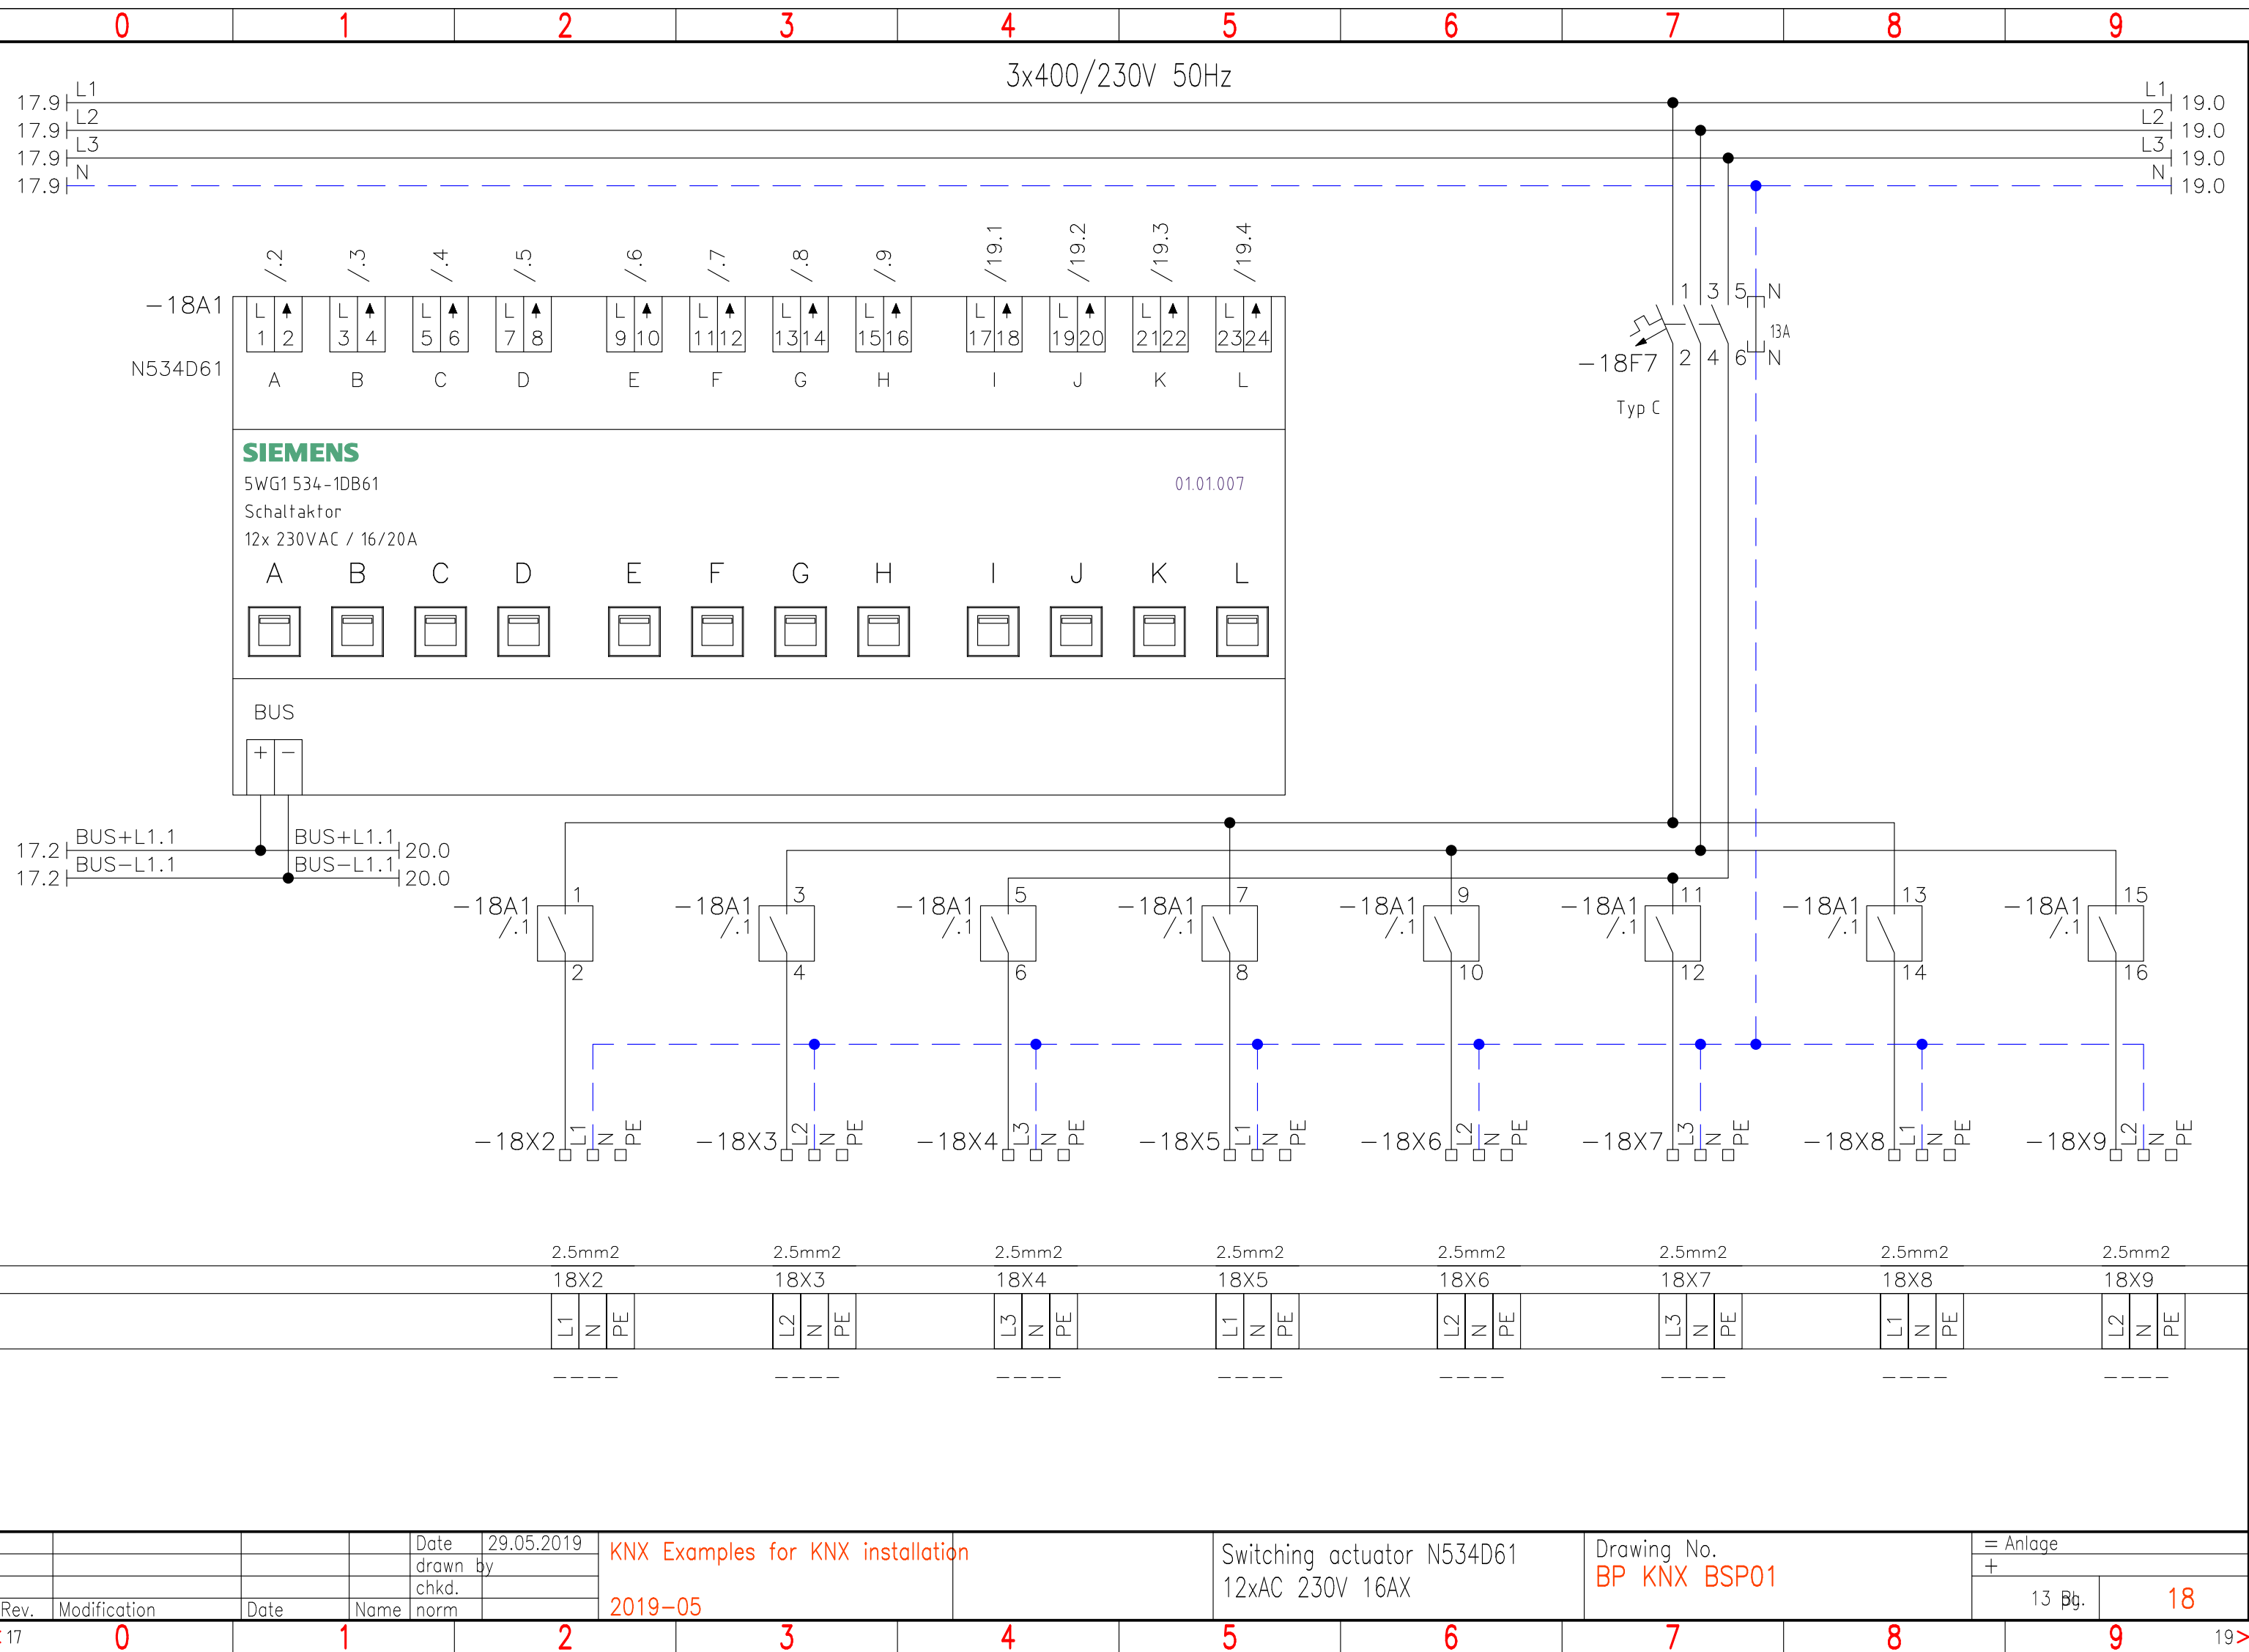 0 1 2 3 4 5 6 7 8 9
3x400/230V 50Hz
17.9 L1 L1 19.0
17.9 L2 L2 19.0
17.9 L3 L3 19.0
17.9 N N 19.0
/.2 /.3 /.4 /.5 /.6 /.7 /.8 /.9 /19.1 /19.2 /19.3 /19.4
-18A1
L L L L L L L L L L L L
1 2 3 4 5 6 7 8 9 10 11 12 13 14 15 16 17 18 19 20 21 22 23 24
N534D61
A B C D E F G H I J K L
1 3 5 N
13A
-18F7 2 4 6 N
Typ C
SIEMENS
5WG1 534-1DB61 01.01.007
Schaltaktor
12x 230VAC / 16/20A
A B C D E F G H I J K L
BUS
+ -
17.2 BUS+L1.1 BUS+L1.1 20.0
17.2 BUS-L1.1 BUS-L1.1 20.0
1 3 5 7 9 11 13 15
-18A1 -18A1 -18A1 -18A1 -18A1 -18A1 -18A1 -18A1
/.1 /.1 /.1 /.1 /.1 /.1 /.1 /.1
2 4 6 8 10 12 14 16
-18X2 L1 N PE -18X3 L2 N PE -18X4 L3 N PE -18X5 L1 N PE -18X6 L2 N PE -18X7 L3 N PE -18X8 L1 N PE -18X9 L2 N PE
2.5mm2 2.5mm2 2.5mm2 2.5mm2 2.5mm2 2.5mm2 2.5mm2 2.5mm2
18X2 18X3 18X4 18X5 18X6 18X7 18X8 18X9
L1 N PE L2 N PE L3 N PE L1 N PE L2 N PE L3 N PE L1 N PE L2 N PE
---- ---- ---- ---- ---- ---- ---- ----
Date 29.05.2019
drawn by
chkd.
Rev. Modification Date Name norm
KNX Examples for KNX installation
2019-05
Switching actuator N534D61
12xAC 230V 16AX
Drawing No.
BP KNX BSP01
= Anlage
+
13 18
17 0 1 2 3 4 5 6 7 8 9 19>